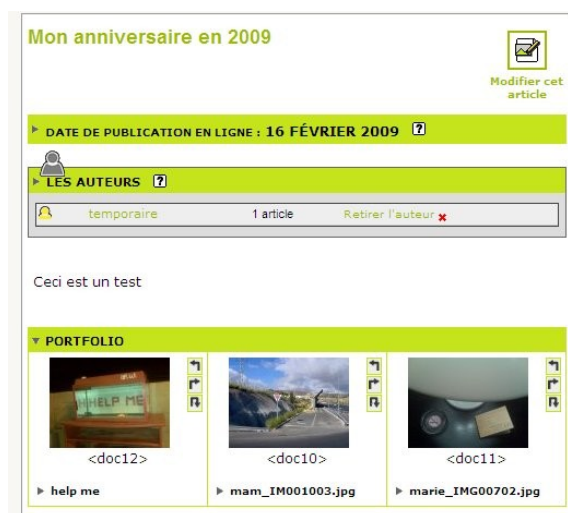 Mon anniversaire en 2009
Modifier cet
article
DATE DE PUBLICATION EN LIGNE : 16 FÉVRIER 2009 ?
LES AUTEURS ?
temporaire 1 article Retirer l'auteur
Ceci est un test
PORTFOLIO
HELP ME
<doc12> <doc10> <doc11>
help me mam_IM001003.jpg marie_IMG00702.jpg